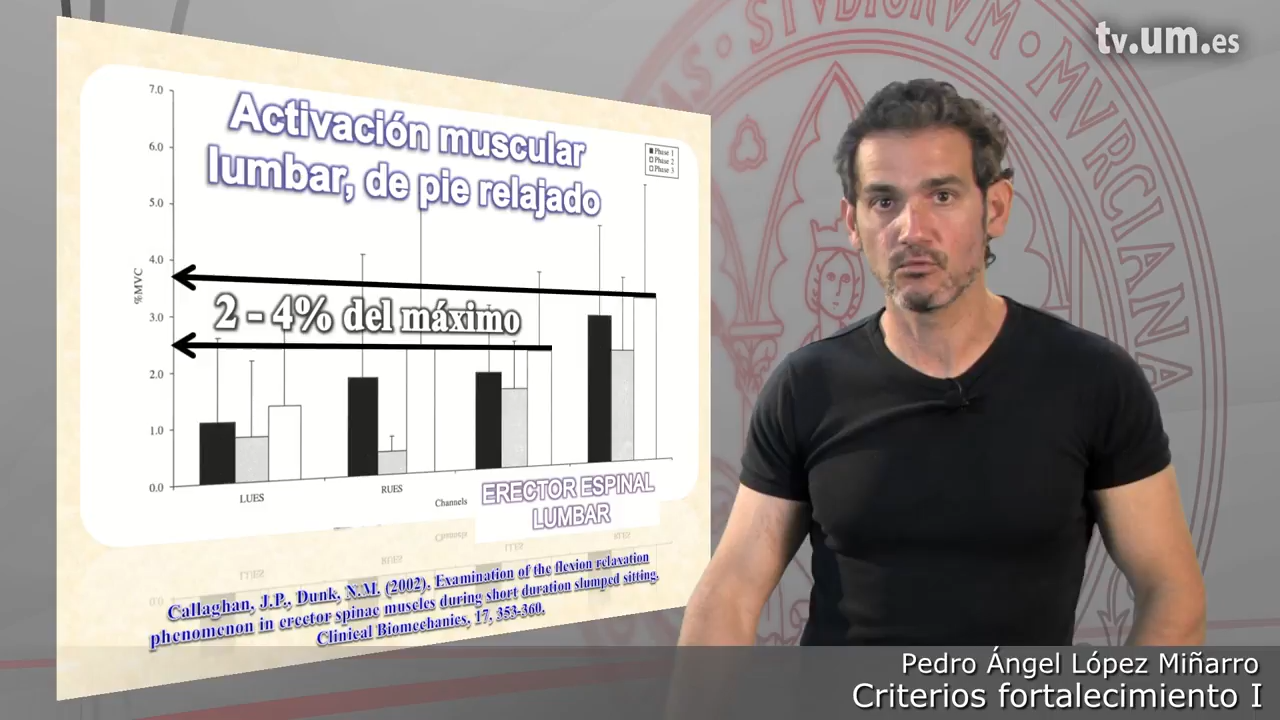 tv.um.es
STVDIORVM
MVRCIANA
7.0
6.0
5.0
4.0
3.0
2.0
1.0
0.0
%MVC
Activación muscular
lumbar, de pie relajado
Phase 1
Phase 2
Phase 3
2 - 4% del máximo
LUES
RUES
Channels
ERECTOR ESPINAL
LUMBAR
Callaghan, J.P., Dunk, N.M. (2002). Examination of the flexion relaxation
phenomenon in erector spinae muscles during short duration slumped sitting.
Clinical Biomechanics, 17, 353-360.
Pedro Ángel López Miñarro
Criterios fortalecimiento I